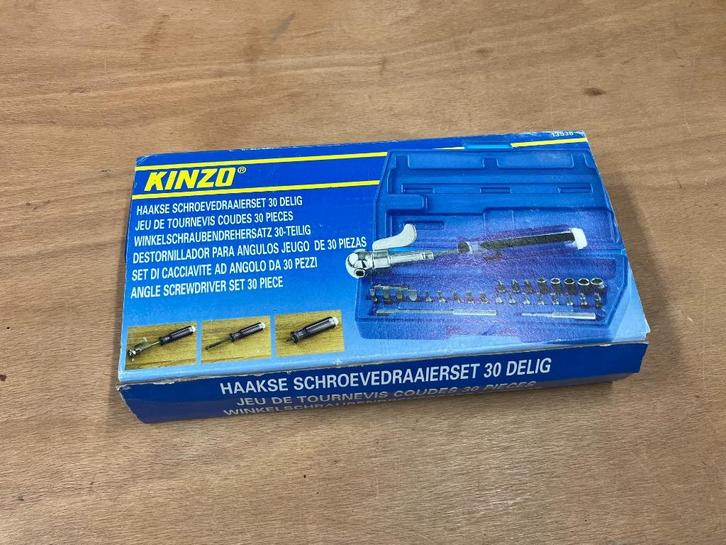 KINZO®
HAAKSE SCHROEVEDRAAIERSET 30 DELIG
JEU DE TOURNEVIS COUDES 30 PIECES
WINKELSCHRAUBENDREHERSATZ 30-TEILIG
DESTORNILLADOR PARA ANGULOS JEUGO DE 30 PIEZAS
SET DI CACCIAVITE AD ANGOLO DA 30 PEZZI
ANGLE SCREWDRIVER SET 30 PIECE
HAAKSE SCHROEVEDRAAIERSET 30 DELIG
JEU DE TOURNEVIS COUDES 30 PIECES